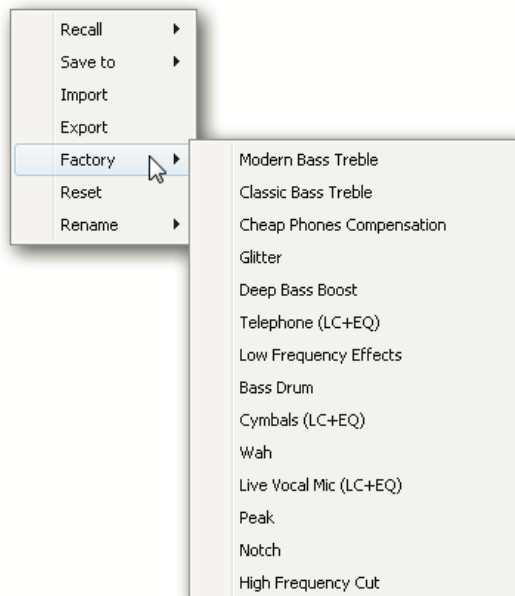 Recall
Save to
Import
Export
Factory
Reset
Rename
Modern Bass Treble
Classic Bass Treble
Cheap Phones Compensation
Glitter
Deep Bass Boost
Telephone (LC+EQ)
Low Frequency Effects
Bass Drum
Cymbals (LC+EQ)
Wah
Live Vocal Mic (LC+EQ)
Peak
Notch
High Frequency Cut